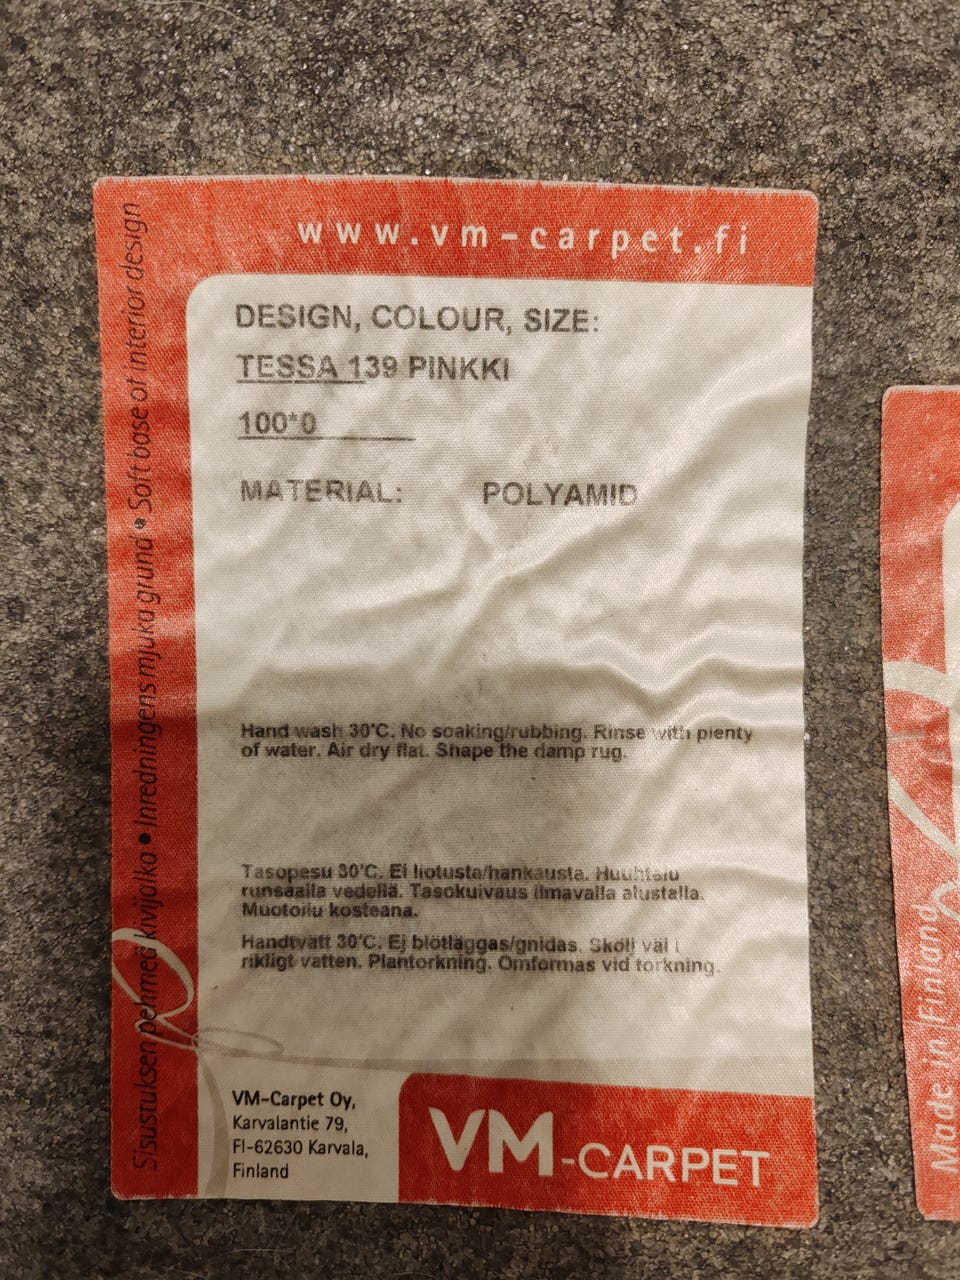 www.vm-carpet.fi
DESIGN, COLOUR, SIZE:
TESSA 139 PINKKI
100*0
MATERIAL: POLYAMID
Hand wash 30°C. No soaking/rubbing. Rinse with plenty
of water. Air dry flat. Shape the damp rug.
Tasopesu 30°C. Ei liotusta/hankausta. Huuhtelu
runsaalla vedellä. Tasokuivaus ilmavalla alustalla.
Muotoilu kosteana.
Handtvätt 30°C. Ej blötläggas/gnidas. Skölj väl i
rikligt vatten. Plantorkning. Omformas vid torkning.
VM-Carpet Oy,
Karvalantie 79,
FI-62630 Karvala,
Finland
VM-CARPET
Sisustuksen pehmeä kivijalka • Inredningens mjuka grund • Soft base of interior design
Made in Finland